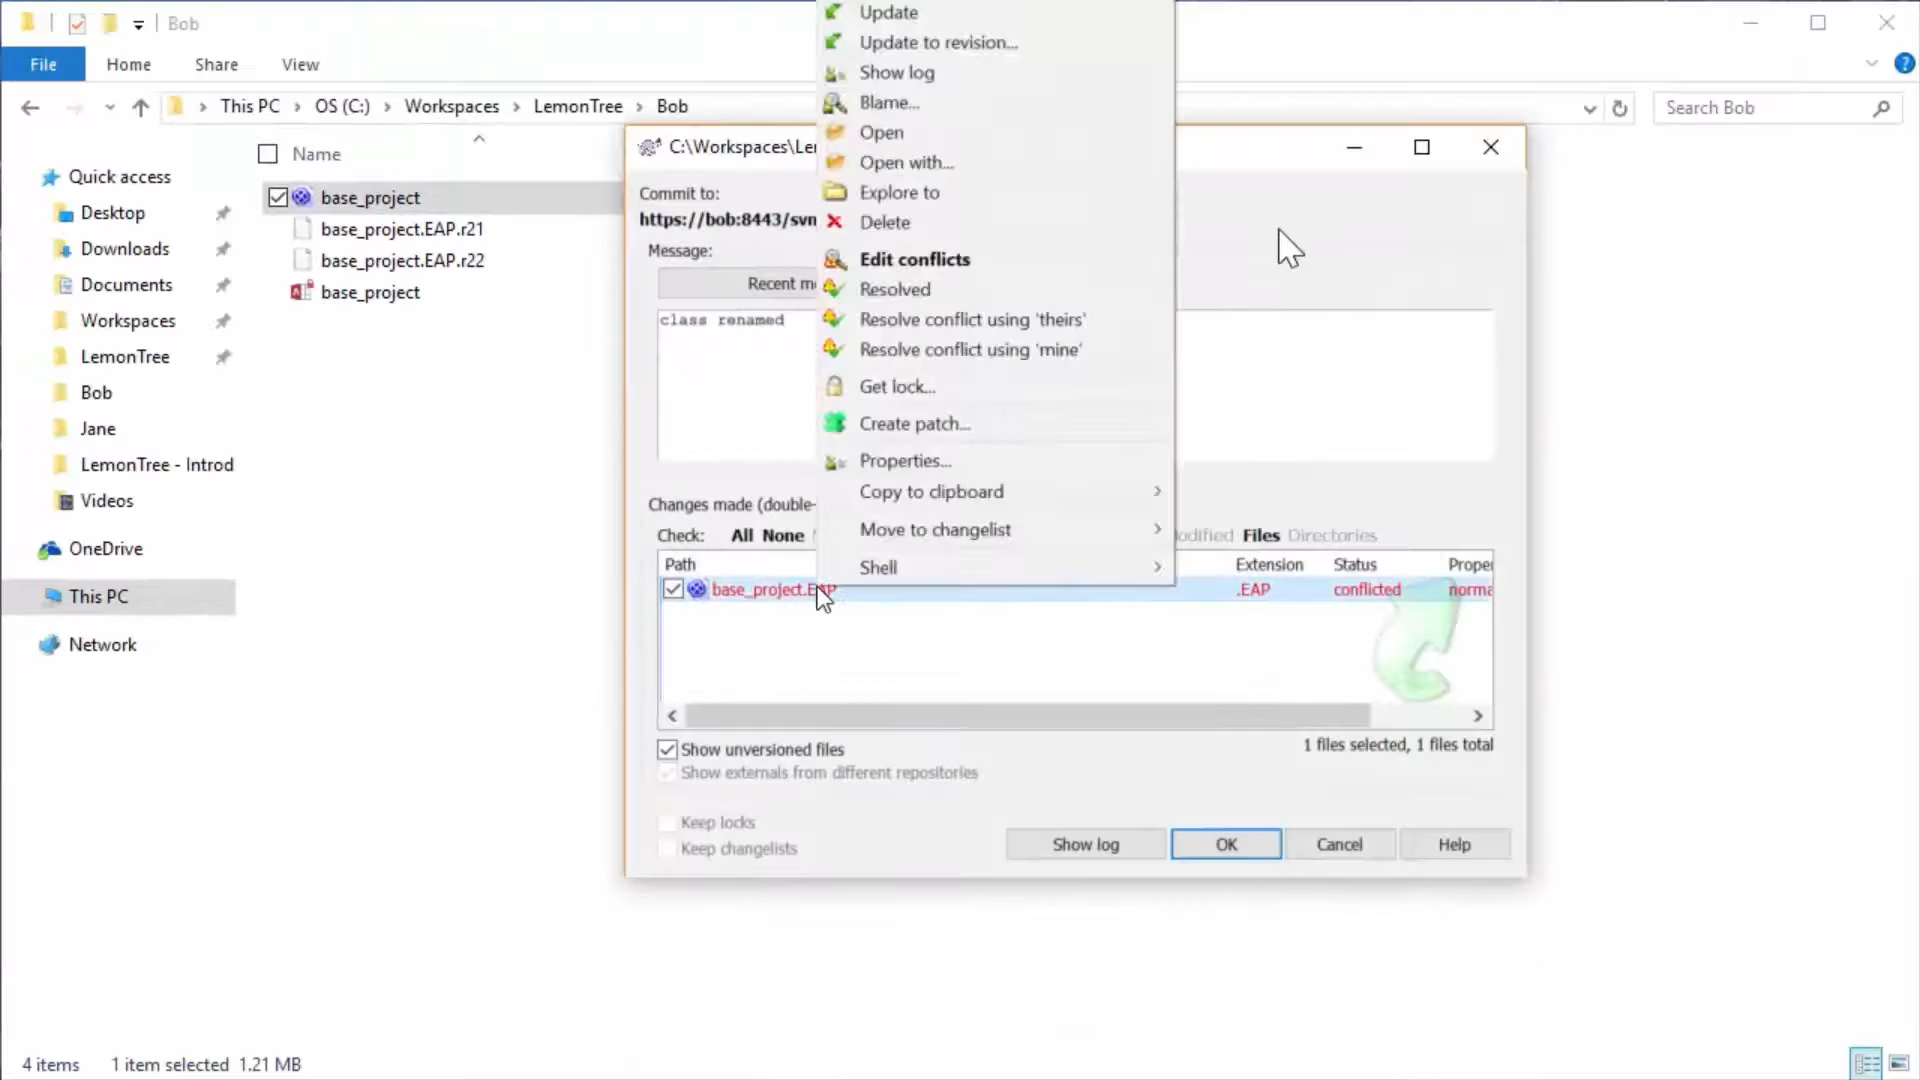 Bob
File
Home
Share
View
This PC
OS (C:)
Workspaces
LemonTree
Bob
Search Bob
Quick access
Desktop
Downloads
Documents
Workspaces
LemonTree
Bob
Jane
LemonTree - Introd
Videos
OneDrive
This PC
Network
Name
base_project
base_project.EAP.r21
base_project.EAP.r22
base_project
C:\Workspaces\Le
Commit to:
https://bob:8443/svn
Message:
Recent m
class renamed
Update
Update to revision...
Show log
Blame...
Open
Open with...
Explore to
Delete
Edit conflicts
Resolved
Resolve conflict using 'theirs'
Resolve conflict using 'mine'
Get lock...
Create patch...
Properties...
Copy to clipboard
Move to changelist
Shell
Changes made (double-
Check: All None odified Files Directories
Path Extension Status Proper
base_project.EAP .EAP conflicted norma
1 files selected, 1 files total
Show unversioned files
Show externals from different repositories
Keep locks
Keep changelists
Show log
OK
Cancel
Help
4 items 1 item selected 1.21 MB